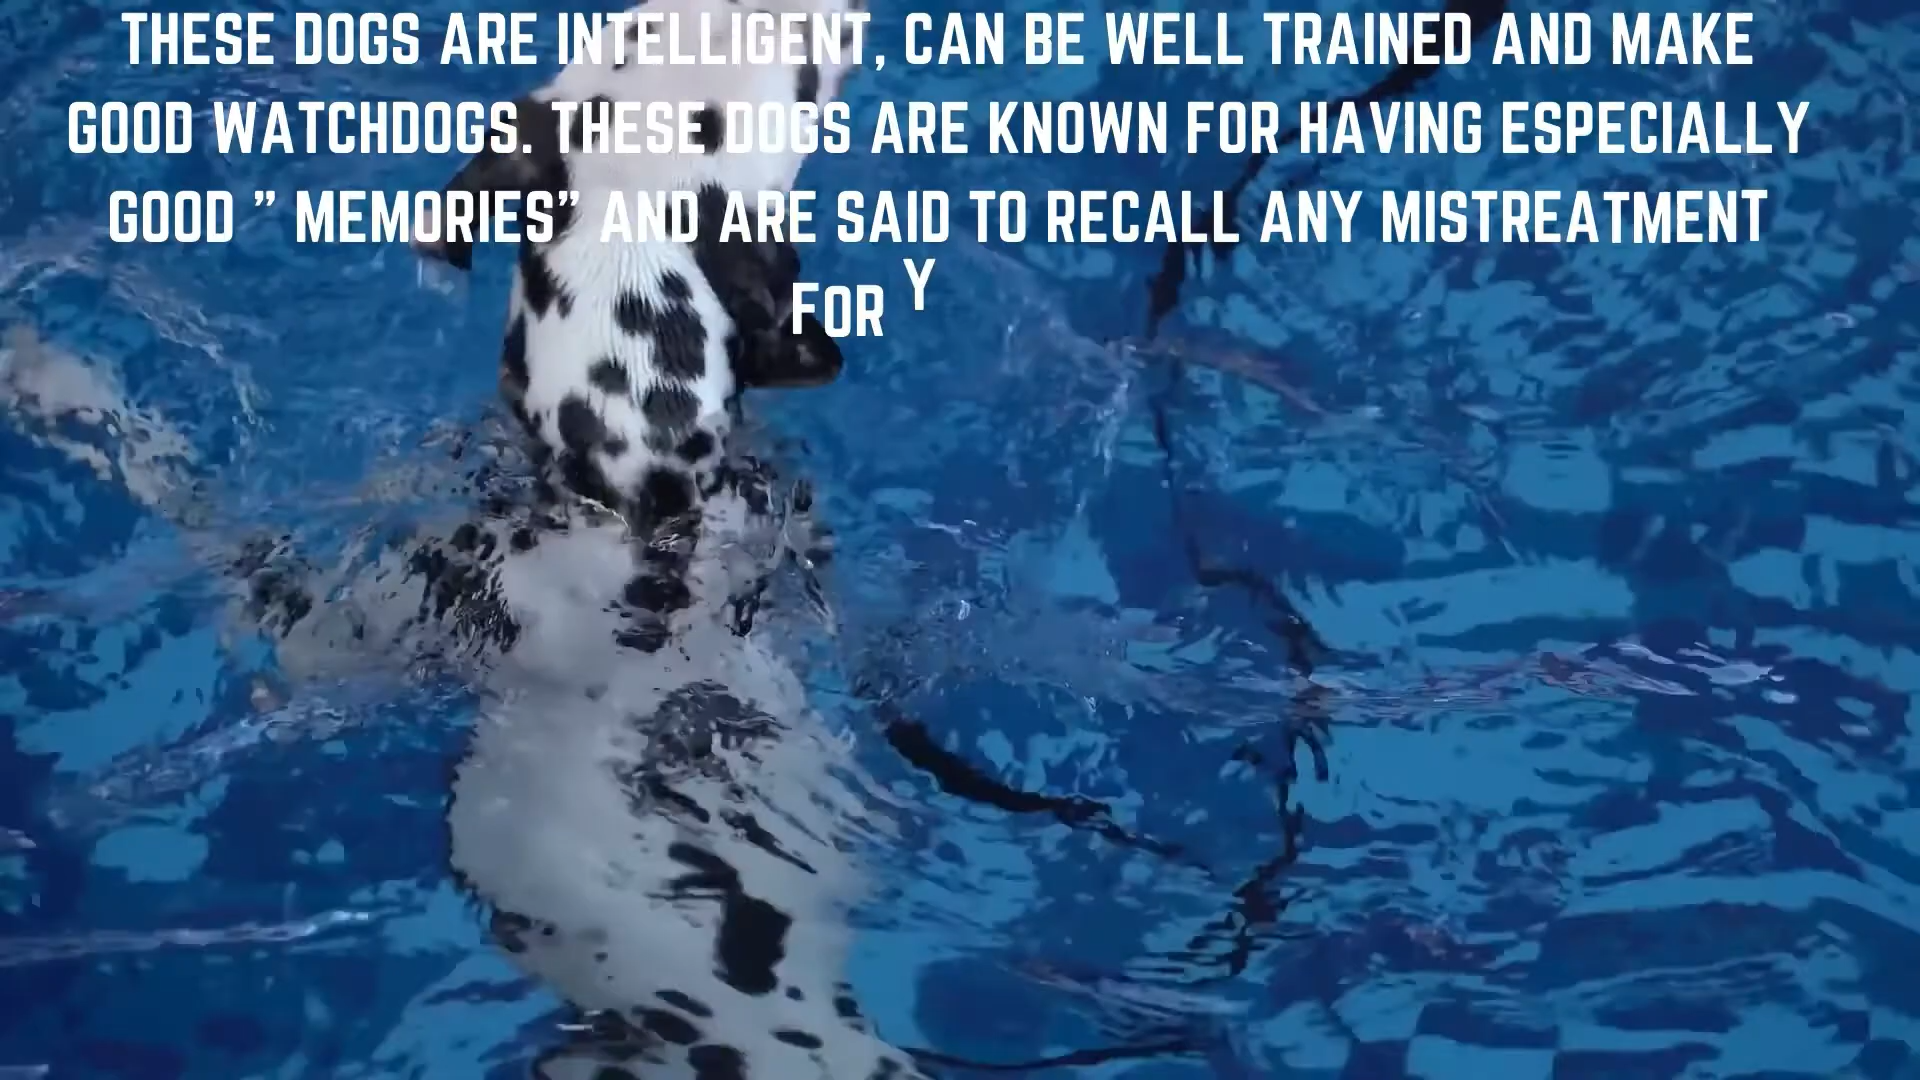 THESE DOGS ARE INTELLIGENT, CAN BE WELL TRAINED AND MAKE
GOOD WATCHDOGS. THESE DOGS ARE KNOWN FOR HAVING ESPECIALLY
GOOD " MEMORIES" AND ARE SAID TO RECALL ANY MISTREATMENT
FOR Y